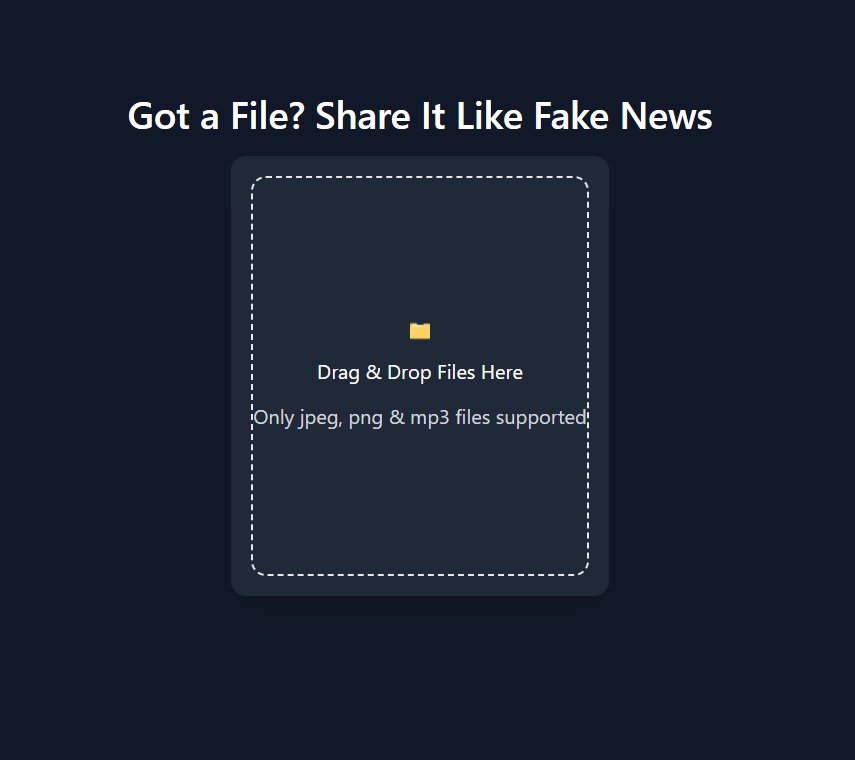 Got a File? Share It Like Fake News
Drag & Drop Files Here
Only jpeg, png & mp3 files supported